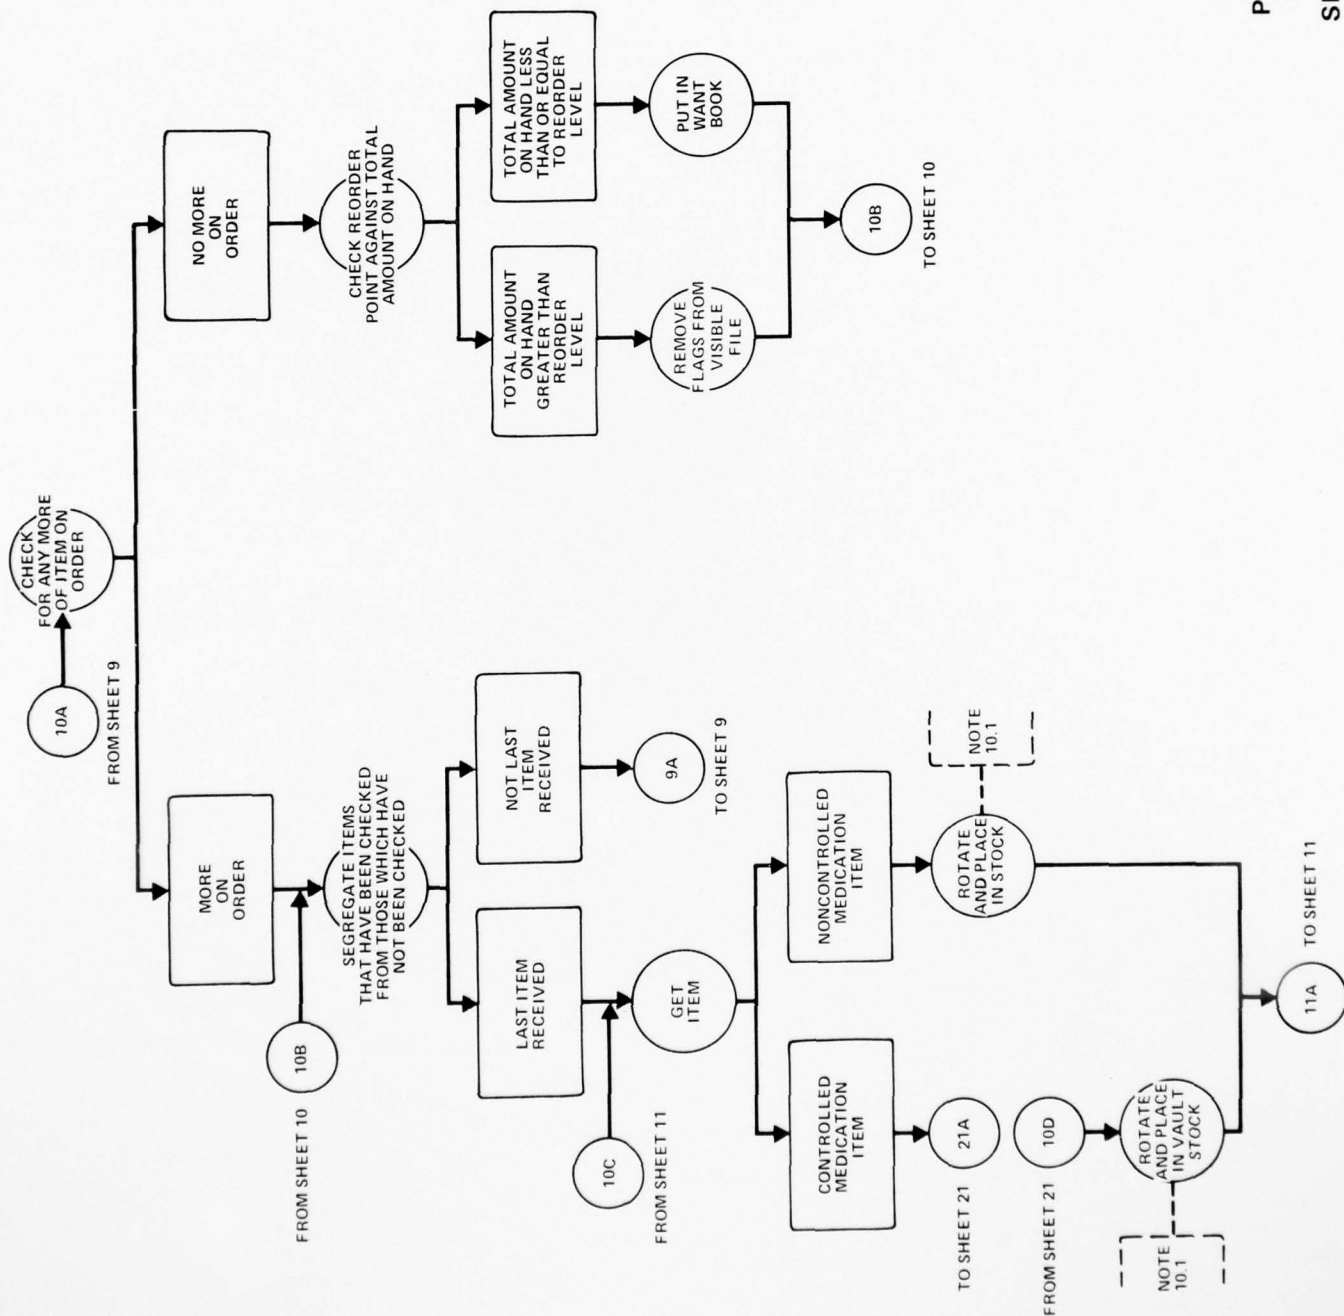 10A
FROM SHEET 9
CHECK
FOR ANY MORE
OF ITEM ON
ORDER
MORE
ON
ORDER
NO MORE
ON
ORDER
10B
FROM SHEET 10
SEGREGATE ITEMS
THAT HAVE BEEN CHECKED
FROM THOSE WHICH HAVE
NOT BEEN CHECKED
CHECK REORDER
POINT AGAINST TOTAL
AMOUNT ON HAND
LAST ITEM
RECEIVED
NOT LAST
ITEM
RECEIVED
TOTAL AMOUNT
ON HAND
GREATER THAN
REORDER
LEVEL
TOTAL AMOUNT
ON HAND LESS
THAN OR EQUAL
TO REORDER
LEVEL
10C
FROM SHEET 11
GET
ITEM
9A
TO SHEET 9
REMOVE
FLAGS FROM
VISIBLE
FILE
PUT IN
WANT
BOOK
10B
TO SHEET 10
CONTROLLED
MEDICATION
ITEM
NONCONTROLLED
MEDICATION
ITEM
21A
TO SHEET 21
ROTATE
AND PLACE
IN STOCK
NOTE
10.1
10D
FROM SHEET 21
NOTE
10.1
ROTATE
AND PLACE
IN VAULT
STOCK
11A
TO SHEET 11